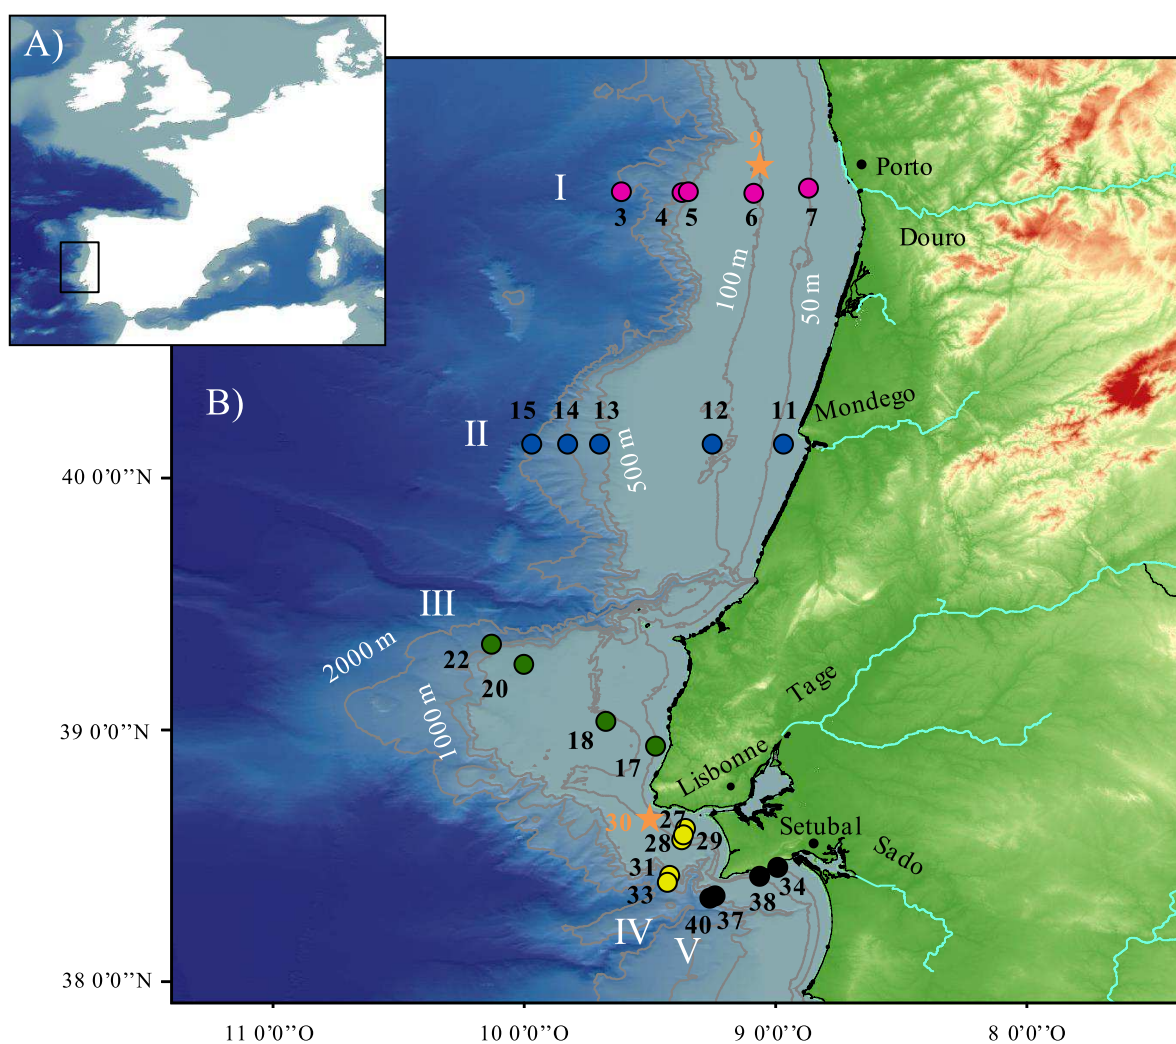 A)
9
Porto
I
3
4
5
6
7
Douro
100 m
50 m
B)
15
14
13
12
11
Mondego
II
500 m
40 0'0’’N
III
2000 m
22
20
1000 m
Tage
39 0'0’’N
18
17
Lisbonne
30
27
28
29
Setubal
Sado
31
33
34
38
37
40
IV
V
38 0'0’’N
11 0'0’’O
10 0'0’’O
9 0'0’’O
8 0'0’’O